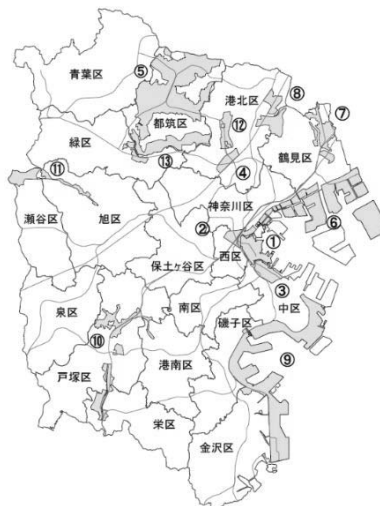 青葉区
⑤
港北区
⑧
⑦
都筑区
⑫
緑区
⑬
④
鶴見区
⑪
神奈川区
⑥
瀬谷区
旭区
②
西区
①
保土ヶ谷区
③
中区
泉区
南区
磯子区
⑩
⑨
戸塚区
港南区
栄区
金沢区